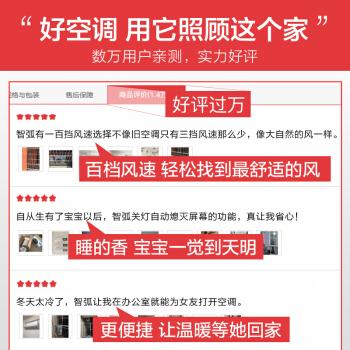 “好空调 用它照顾这个家”
数万用户亲测，实力好评
格与包装 售后保障 商品评价(1.47
好评过万
智弧有一百挡风速选择不像旧空调只有三挡风速那么少，像大自然的风一样。
百档风速 轻松找到最舒适的风
自从生有了宝宝以后，智弧关灯自动熄灭屏幕的功能，真让我省心！
睡的香 宝宝一觉到天明
冬天太冷了，智弧让我在办公室就能为女友打开空调。
更便捷 让温暖等她回家